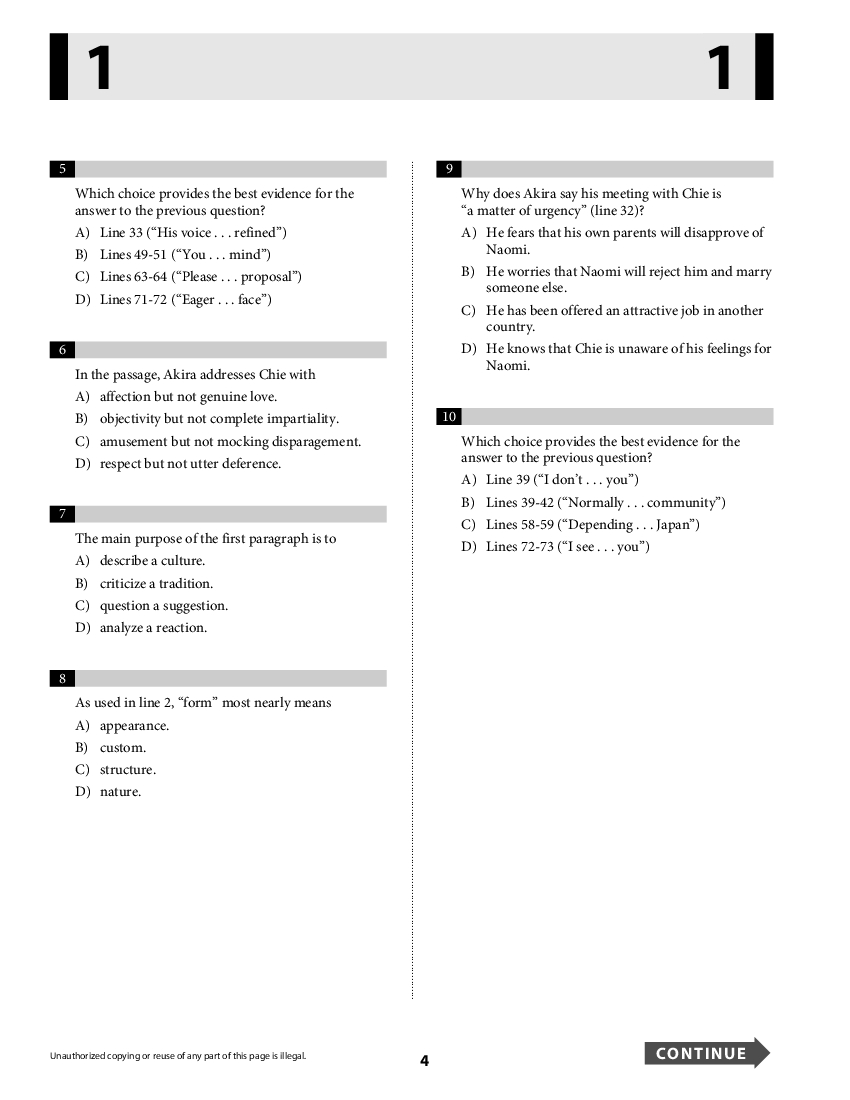 1 1
5
Which choice provides the best evidence for the
answer to the previous question?
A) Line 33 (“His voice . . . refined”)
B) Lines 49-51 (“You . . . mind”)
C) Lines 63-64 (“Please . . . proposal”)
D) Lines 71-72 (“Eager . . . face”)
6
In the passage, Akira addresses Chie with
A) affection but not genuine love.
B) objectivity but not complete impartiality.
C) amusement but not mocking disparagement.
D) respect but not utter deference.
7
The main purpose of the first paragraph is to
A) describe a culture.
B) criticize a tradition.
C) question a suggestion.
D) analyze a reaction.
8
As used in line 2, “form” most nearly means
A) appearance.
B) custom.
C) structure.
D) nature.
9
Why does Akira say his meeting with Chie is
“a matter of urgency” (line 32)?
A) He fears that his own parents will disapprove of
Naomi.
B) He worries that Naomi will reject him and marry
someone else.
C) He has been offered an attractive job in another
country.
D) He knows that Chie is unaware of his feelings for
Naomi.
10
Which choice provides the best evidence for the
answer to the previous question?
A) Line 39 (“I don’t . . . you”)
B) Lines 39-42 (“Normally . . . community”)
C) Lines 58-59 (“Depending . . . Japan”)
D) Lines 72-73 (“I see . . . you”)
Unauthorized copying or reuse of any part of this page is illegal.
4
CONTINUE